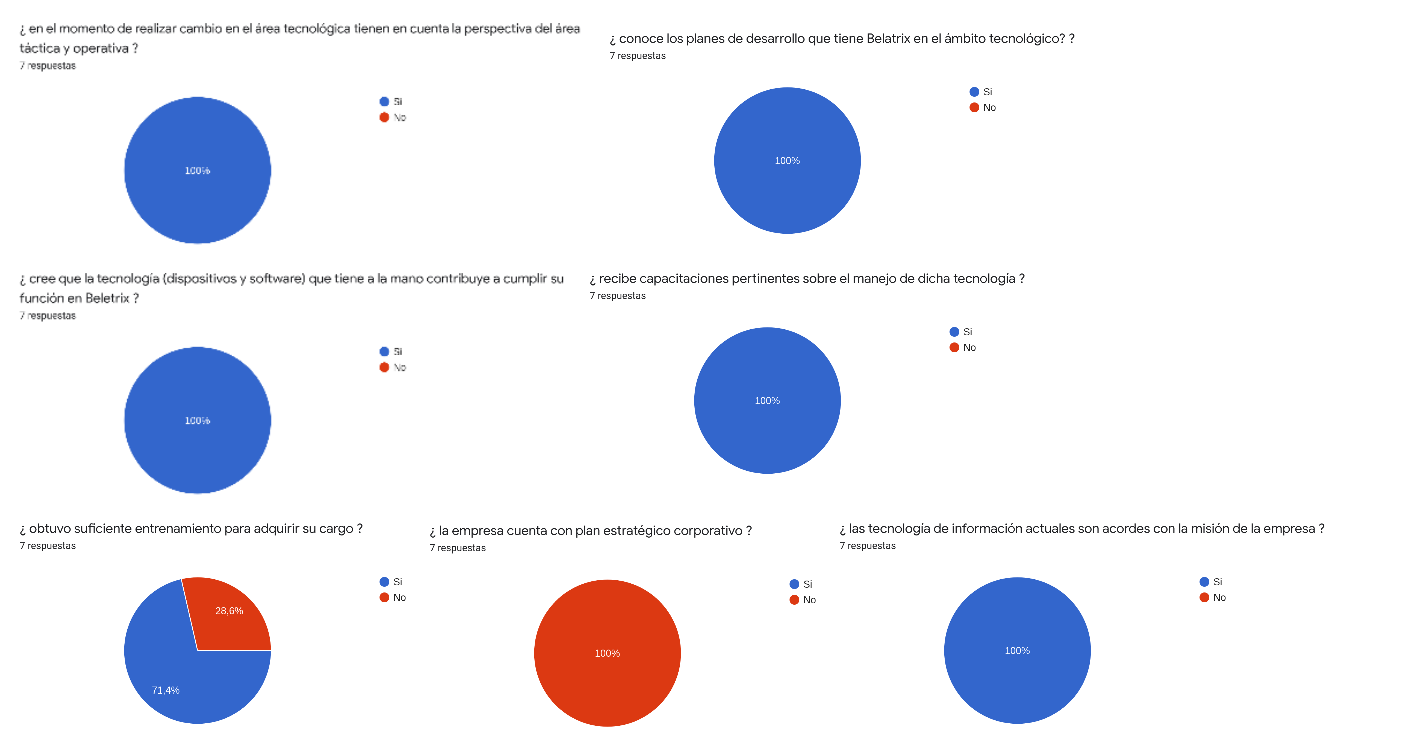 ¿ en el momento de realizar cambio en el área tecnológica tienen en cuenta la perspectiva del área
táctica y operativa ?
7 respuestas
Si
No
100%
¿ conoce los planes de desarrollo que tiene Belatrix en el ámbito tecnológico? ?
7 respuestas
Si
No
100%
¿ cree que la tecnología (dispositivos y software) que tiene a la mano contribuye a cumplir su
función en Beletrix ?
7 respuestas
Si
No
100%
¿ recibe capacitaciones pertinentes sobre el manejo de dicha tecnología ?
7 respuestas
Si
No
100%
¿ obtuvo suficiente entrenamiento para adquirir su cargo ?
7 respuestas
Si
No
28,6%
71,4%
¿ la empresa cuenta con plan estratégico corporativo ?
7 respuestas
Si
No
100%
¿ las tecnología de información actuales son acordes con la misión de la empresa ?
7 respuestas
Si
No
100%